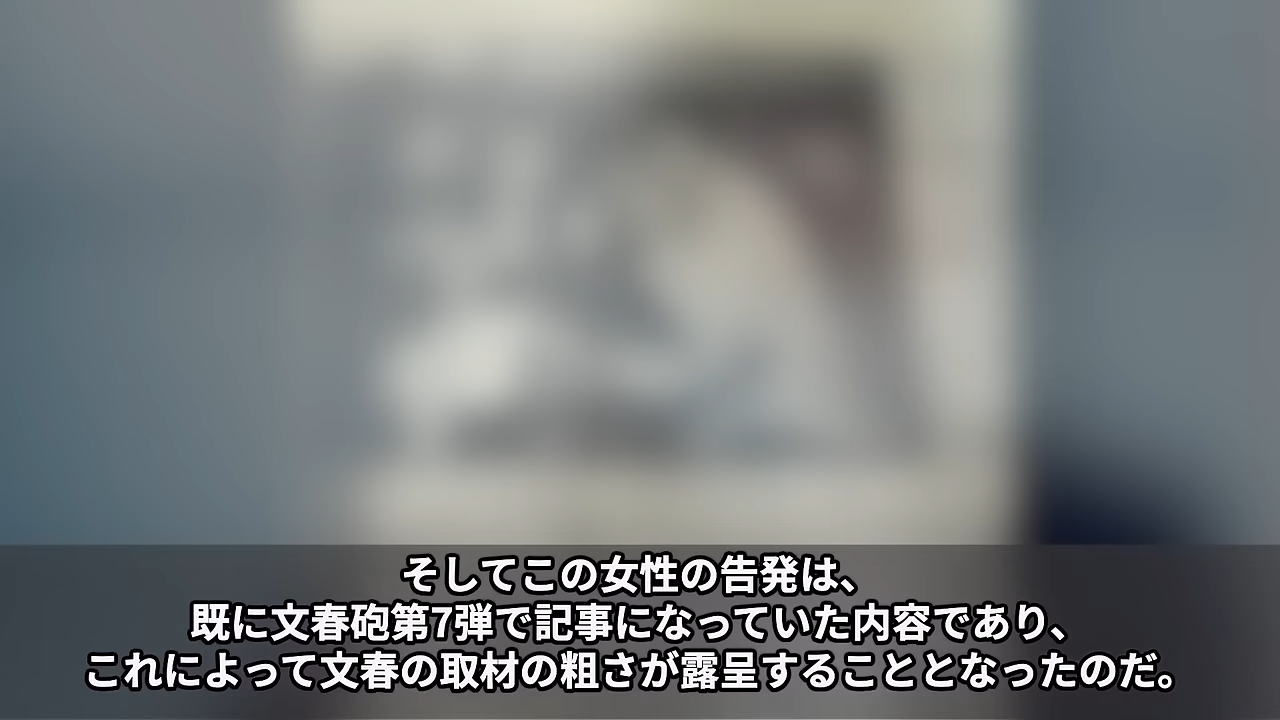 そしてこの女性の告発は、
既に文春砲第7弾で記事になっていた内容であり、
これによって文春の取材の粗さが露呈することとなったのだ。